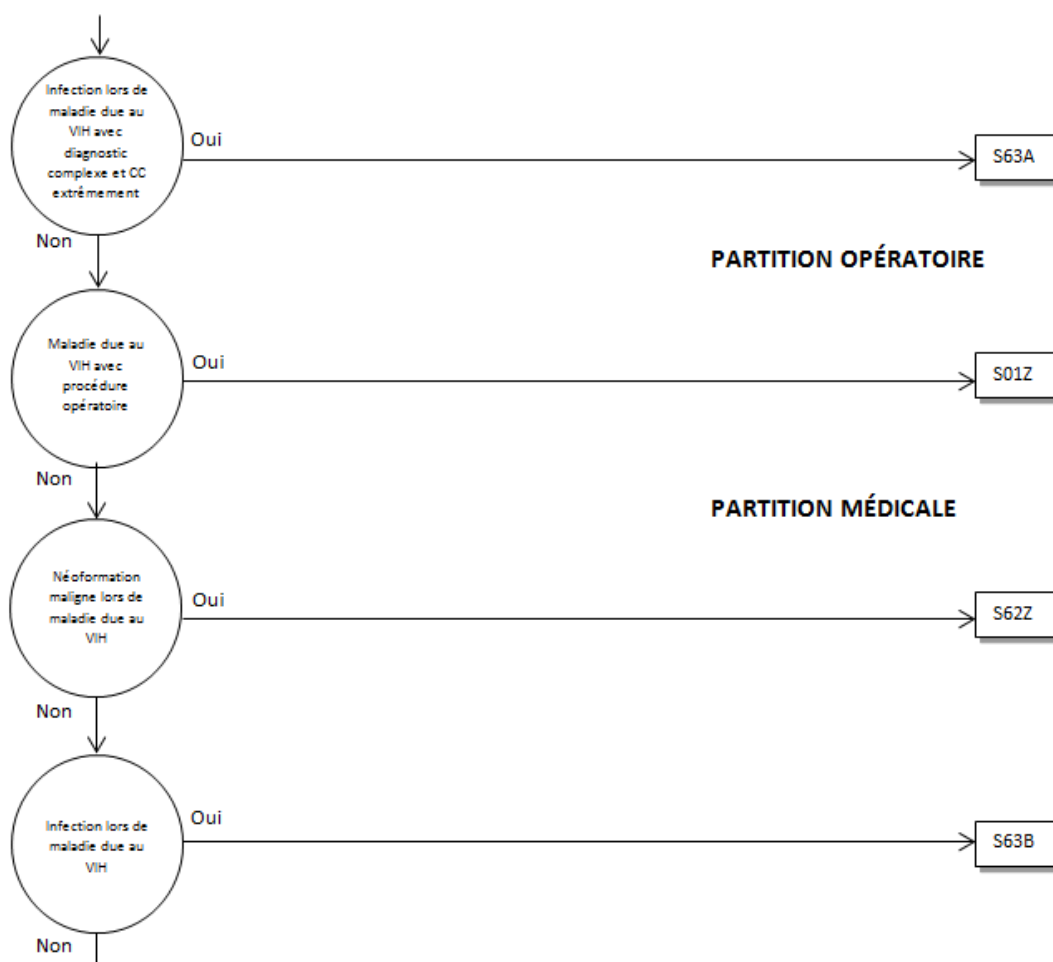 Infection lors de
maladie due au
VIH avec
diagnostic
complexe et CC
extrêmement
Oui
S63A
Non
PARTITION OPÉRATOIRE
Maladie due au
VIH avec
procédure
opératoire
Oui
S01Z
Non
PARTITION MÉDICALE
Néoformation
maligne lors de
maladie due au
VIH
Oui
S62Z
Non
Infection lors de
maladie due au
VIH
Oui
S63B
Non